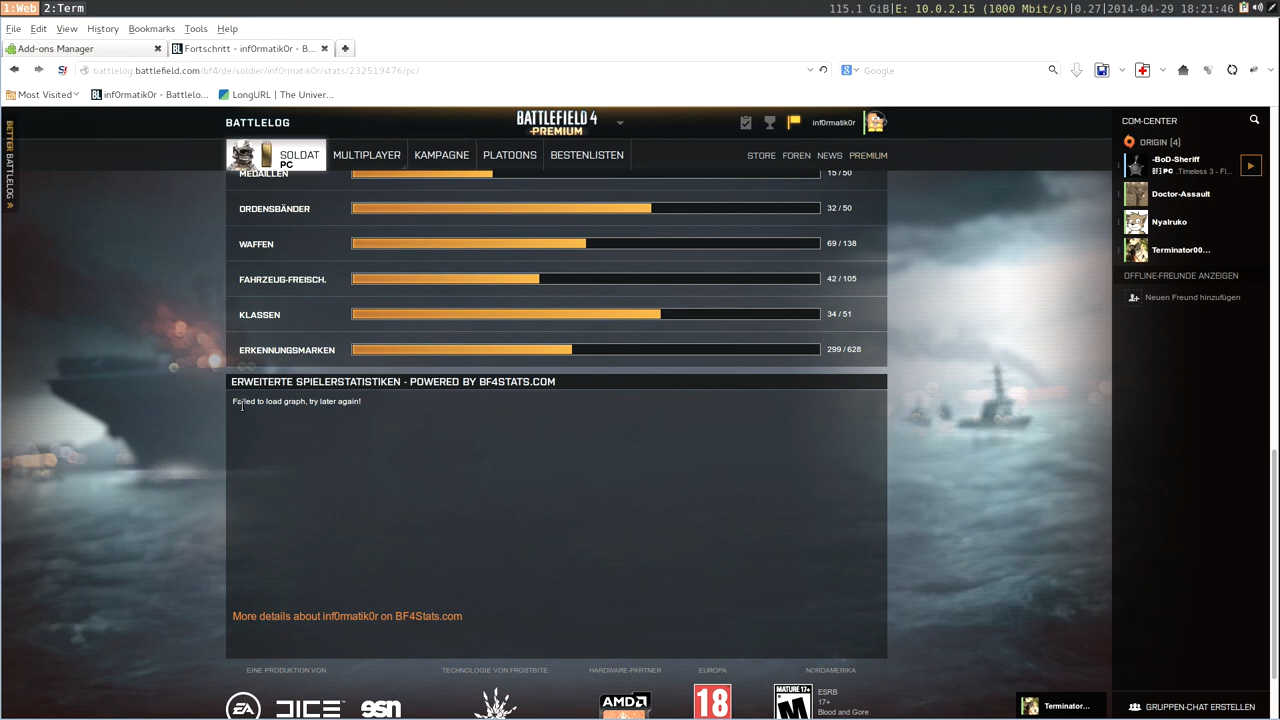 1:Web 2:Term
115.1 GiB|E: 10.0.2.15 (1000 Mbit/s)|0.27|2014-04-29 18:21:46
File Edit View History Bookmarks Tools Help
Add-ons Manager
BL Fortschritt - inf0rmatik0r - B...
battlelog.battlefield.com/bf4/de/soldier/inf0rmatik0r/stats/232519476/pc/
Google
Most Visited
BL inf0rmatik0r - Battlelo...
LongURL | The Univer...
BETTER BATTLELOG »
BATTLELOG
BATTLEFIELD 4
PREMIUM
inf0rmatik0r
SOLDAT
PC
MULTIPLAYER KAMPAGNE PLATOONS BESTENLISTEN
STORE FOREN NEWS PREMIUM
MEDAILLEN 15 / 50
ORDENSBÄNDER 32 / 50
WAFFEN 69 / 138
FAHRZEUG-FREISCH. 42 / 105
KLASSEN 34 / 51
ERKENNUNGSMARKEN 299 / 628
ERWEITERTE SPIELERSTATISTIKEN - POWERED BY BF4STATS.COM
Failed to load graph, try later again!
More details about inf0rmatik0r on BF4Stats.com
EINE PRODUKTION VON TECHNOLOGIE VON FROSTBITE HARDWARE-PARTNER EUROPA NORDAMERIKA
EA DICE esn AMD 18
MATURE 17+
M
ESRB
17+
Blood and Gore
COM-CENTER
ORIGIN (4)
-BoD-Sheriff
BF3 PC .Timeless 3 - Fi...
Doctor-Assault
Nyalruko
Terminator00...
OFFLINE-FREUNDE ANZEIGEN
Neuen Freund hinzufügen
Terminator...
GRUPPEN-CHAT ERSTELLEN